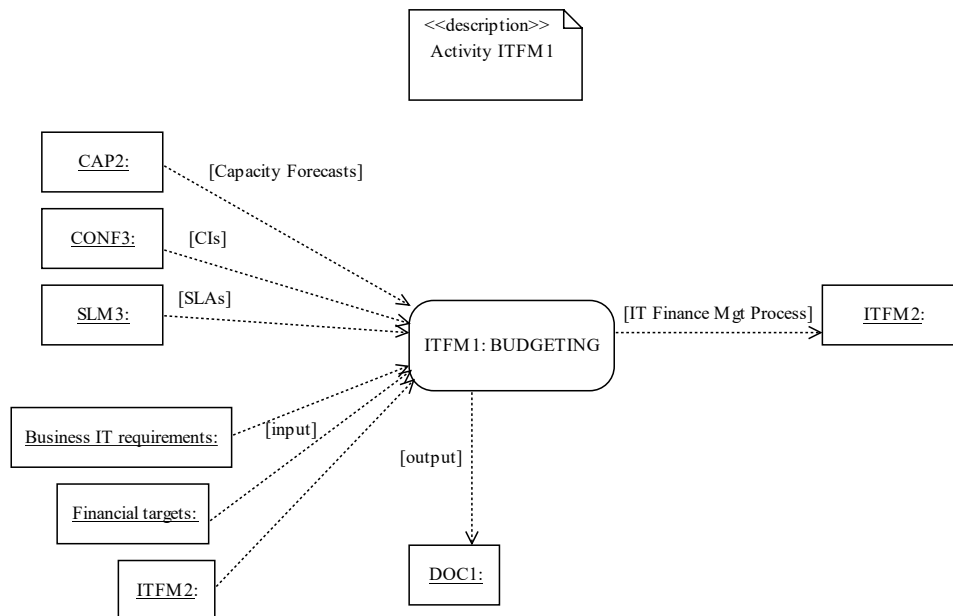 <<description>>
Activity ITFM1
CAP2:
[Capacity Forecasts]
CONF3:
[CIs]
SLM3:
[SLAs]
ITFM1: BUDGETING
[IT Finance Mgt Process]
ITFM2:
Business IT requirements:
[input]
[output]
Financial targets:
ITFM2:
DOC1: